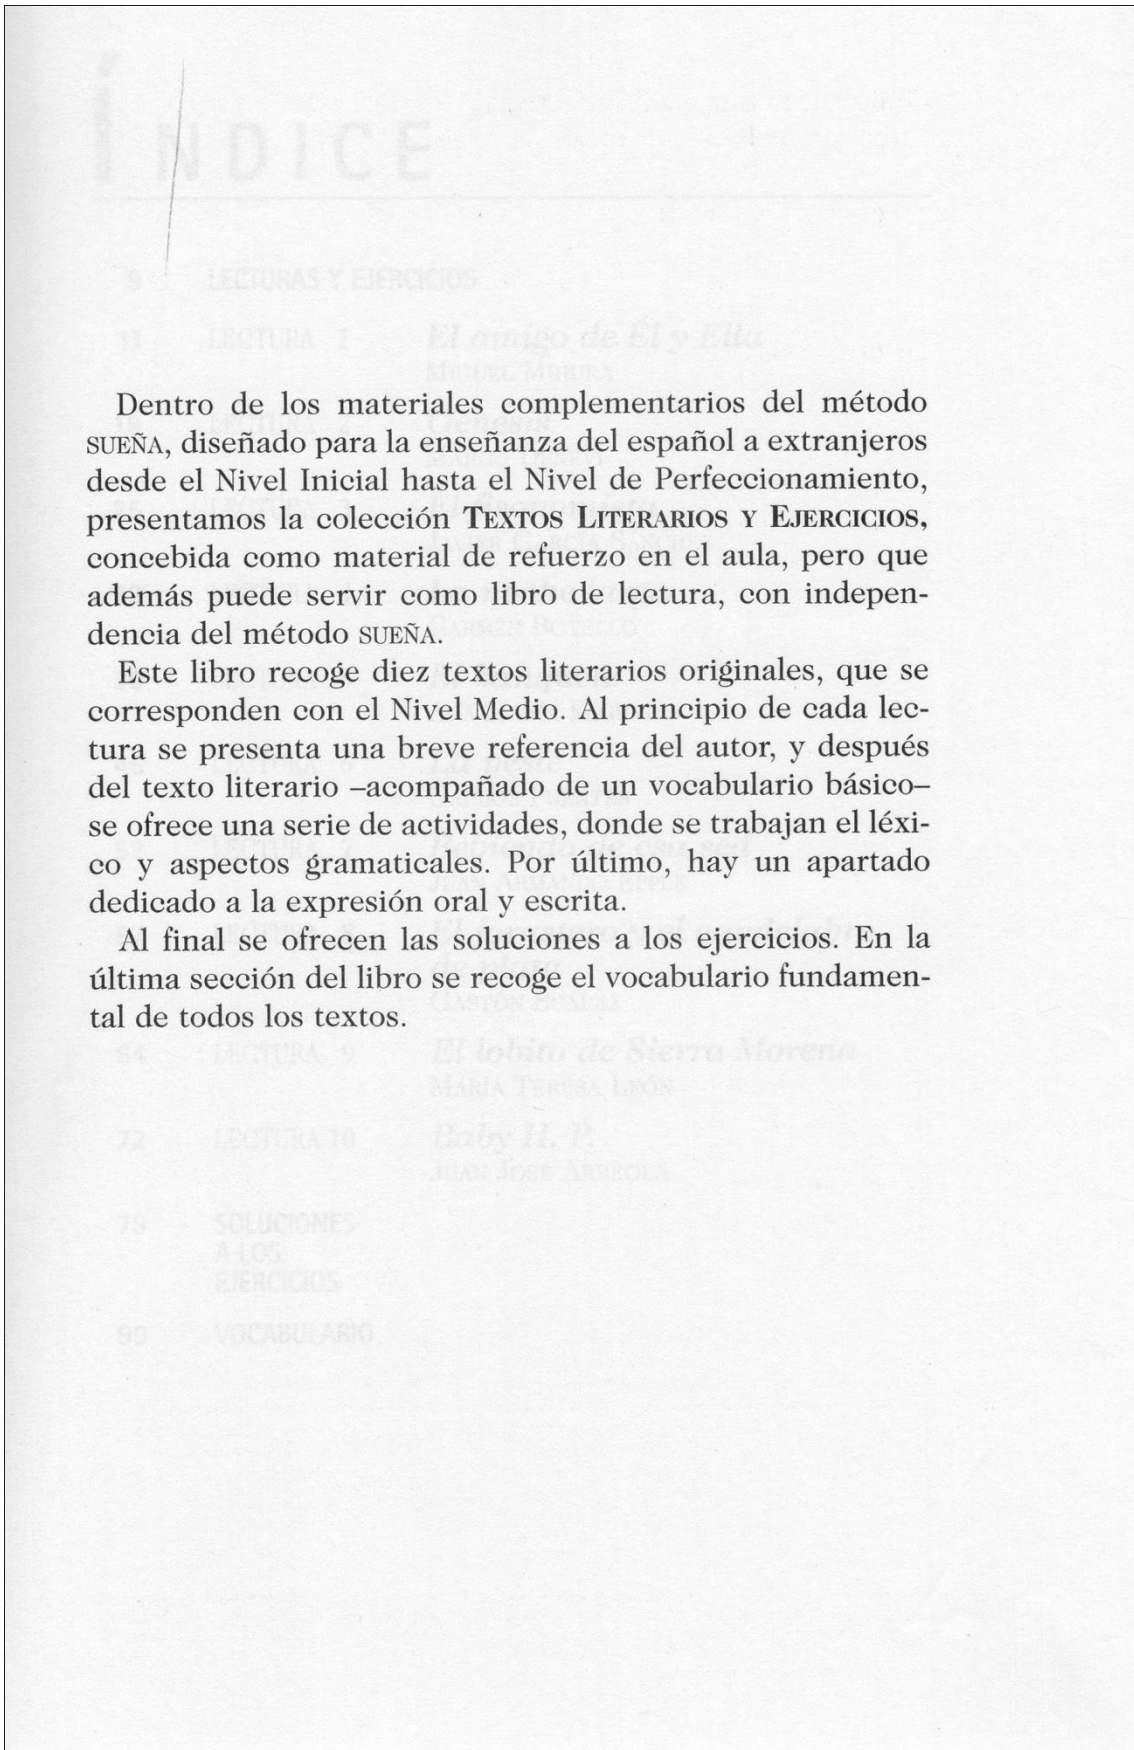 ÍNDICE
9 LECTURAS Y EJERCICIOS
11 LECTURA 1 El amigo de Él y Ella
MIGUEL MIHURA
Dentro de los materiales complementarios del método
SUEÑA, diseñado para la enseñanza del español a extranjeros
desde el Nivel Inicial hasta el Nivel de Perfeccionamiento,
presentamos la colección TEXTOS LITERARIOS Y EJERCICIOS,
concebida como material de refuerzo en el aula, pero que
además puede servir como libro de lectura, con indepen-
dencia del método SUEÑA.
Este libro recoge diez textos literarios originales, que se
corresponden con el Nivel Medio. Al principio de cada lec-
tura se presenta una breve referencia del autor, y después
del texto literario –acompañado de un vocabulario básico–
se ofrece una serie de actividades, donde se trabajan el léxi-
co y aspectos gramaticales. Por último, hay un apartado
dedicado a la expresión oral y escrita.
Al final se ofrecen las soluciones a los ejercicios. En la
última sección del libro se recoge el vocabulario fundamen-
tal de todos los textos.
64 LECTURA 9 El lobito de Sierra Morena
MARÍA TERESA LEÓN
72 LECTURA 10 Baby H. P.
JUAN JOSÉ ARREOLA
79 SOLUCIONES
A LOS
EJERCICIOS
99 VOCABULARIO